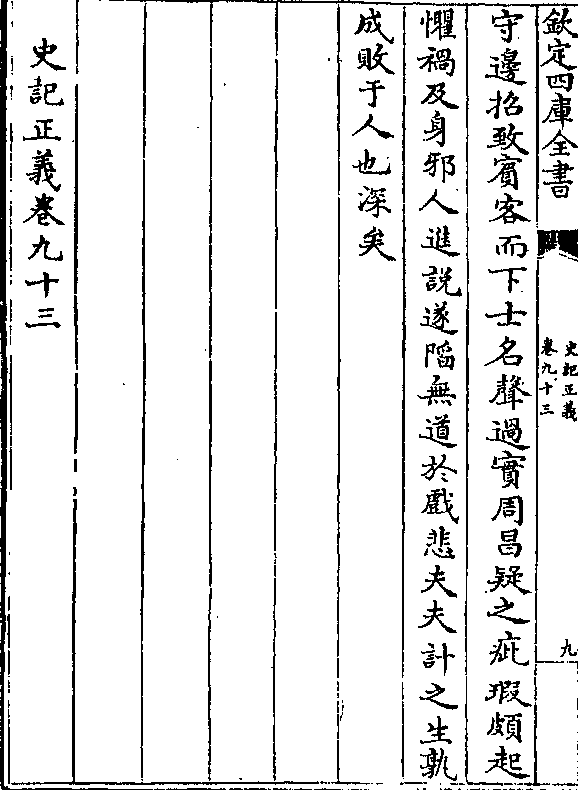 欽定四庫全書
史記正義
卷九十三
九
守邊招致賓客而下士名聲過實周昌疑之疵瑕頗起
懼禍及身邪人進説遂䧟無道於戲悲夫夫計之生孰
成敗于人也深矣
史記正義卷九十三